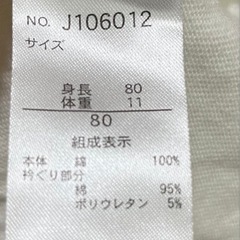 NO. J106012
サイズ
身長 80
体重 11
80
組成表示
本体 綿 100%
衿ぐり部分
綿 95%
ポリウレタン 5%